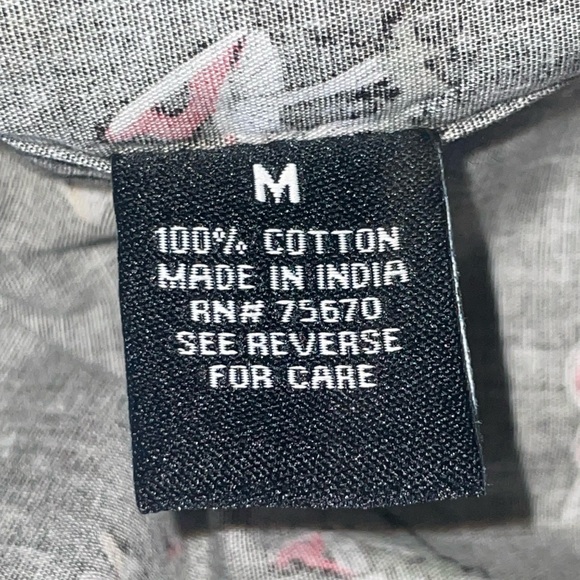 M
100% COTTON
MADE IN INDIA
RN# 75670
SEE REVERSE
FOR CARE